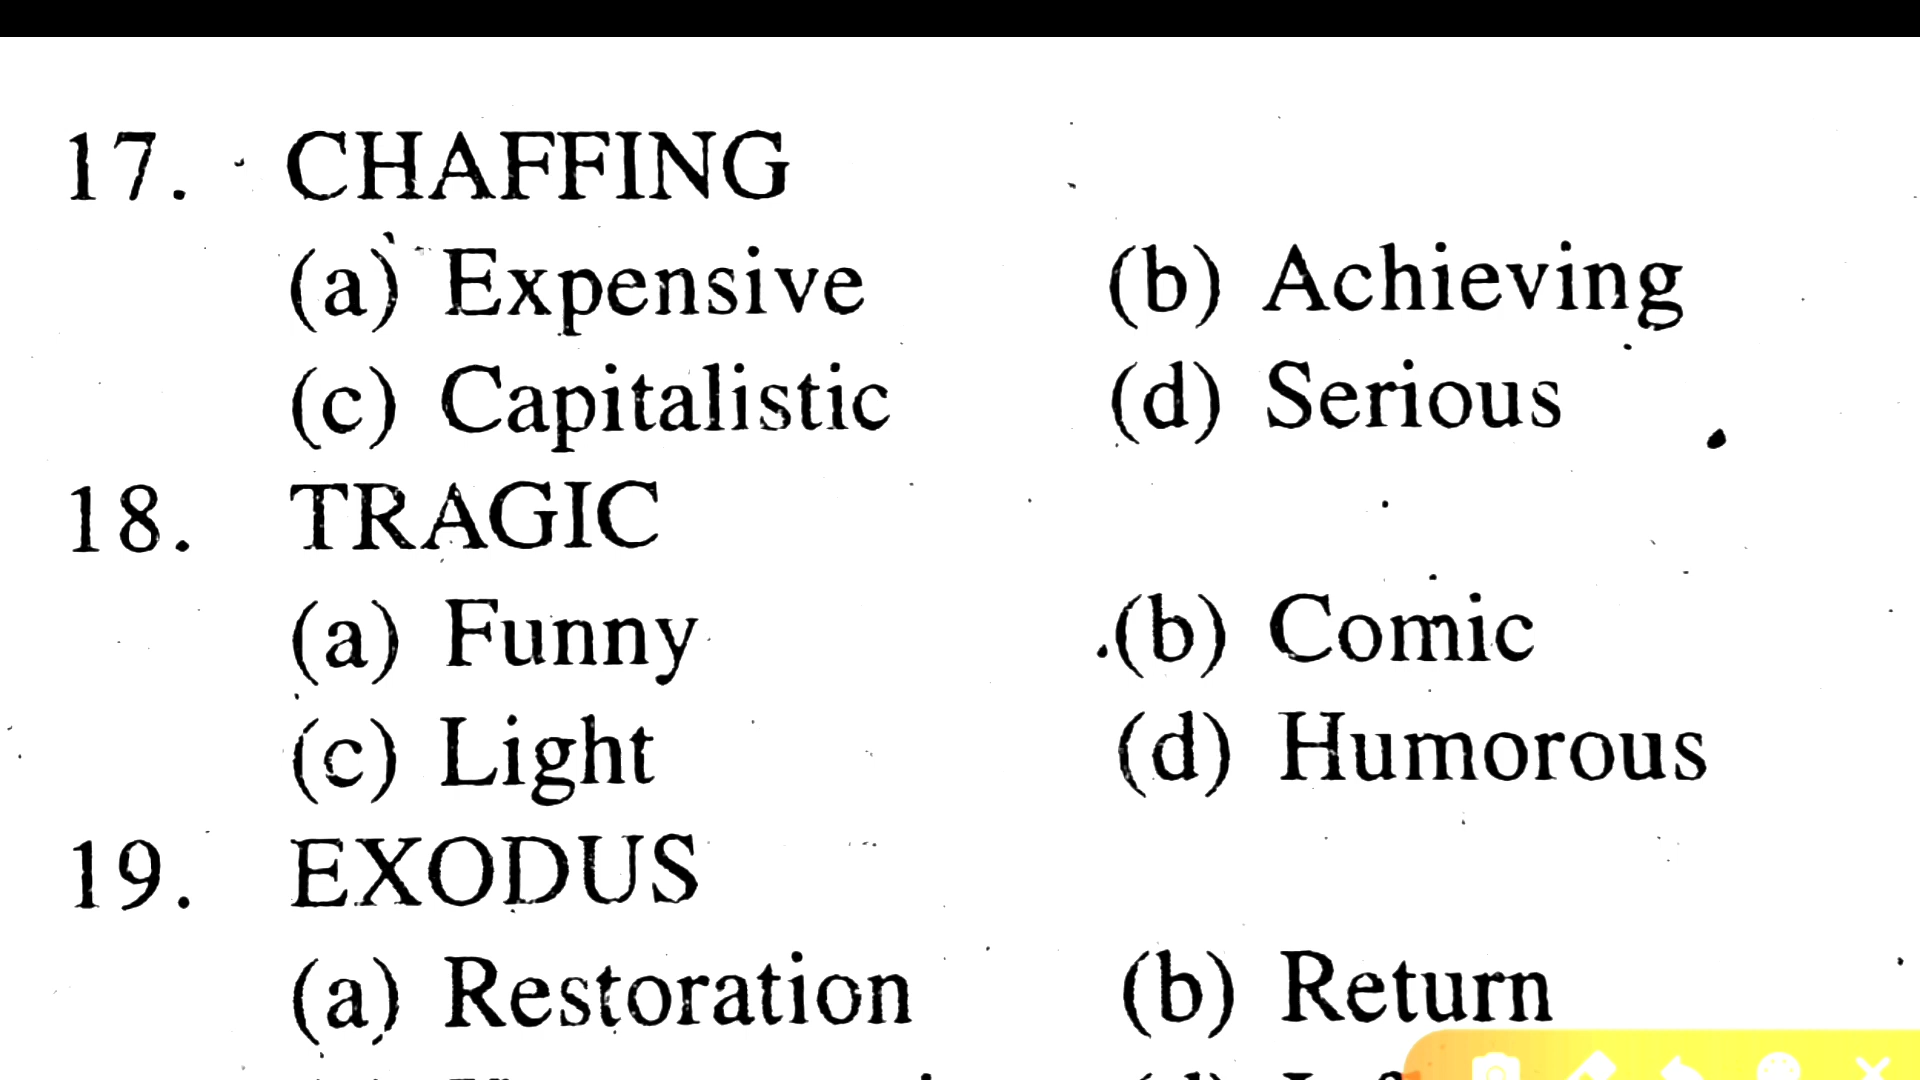 17. CHAFFING
(a) Expensive (b) Achieving
(c) Capitalistic (d) Serious
18. TRAGIC
(a) Funny (b) Comic
(c) Light (d) Humorous
19. EXODUS
(a) Restoration (b) Return